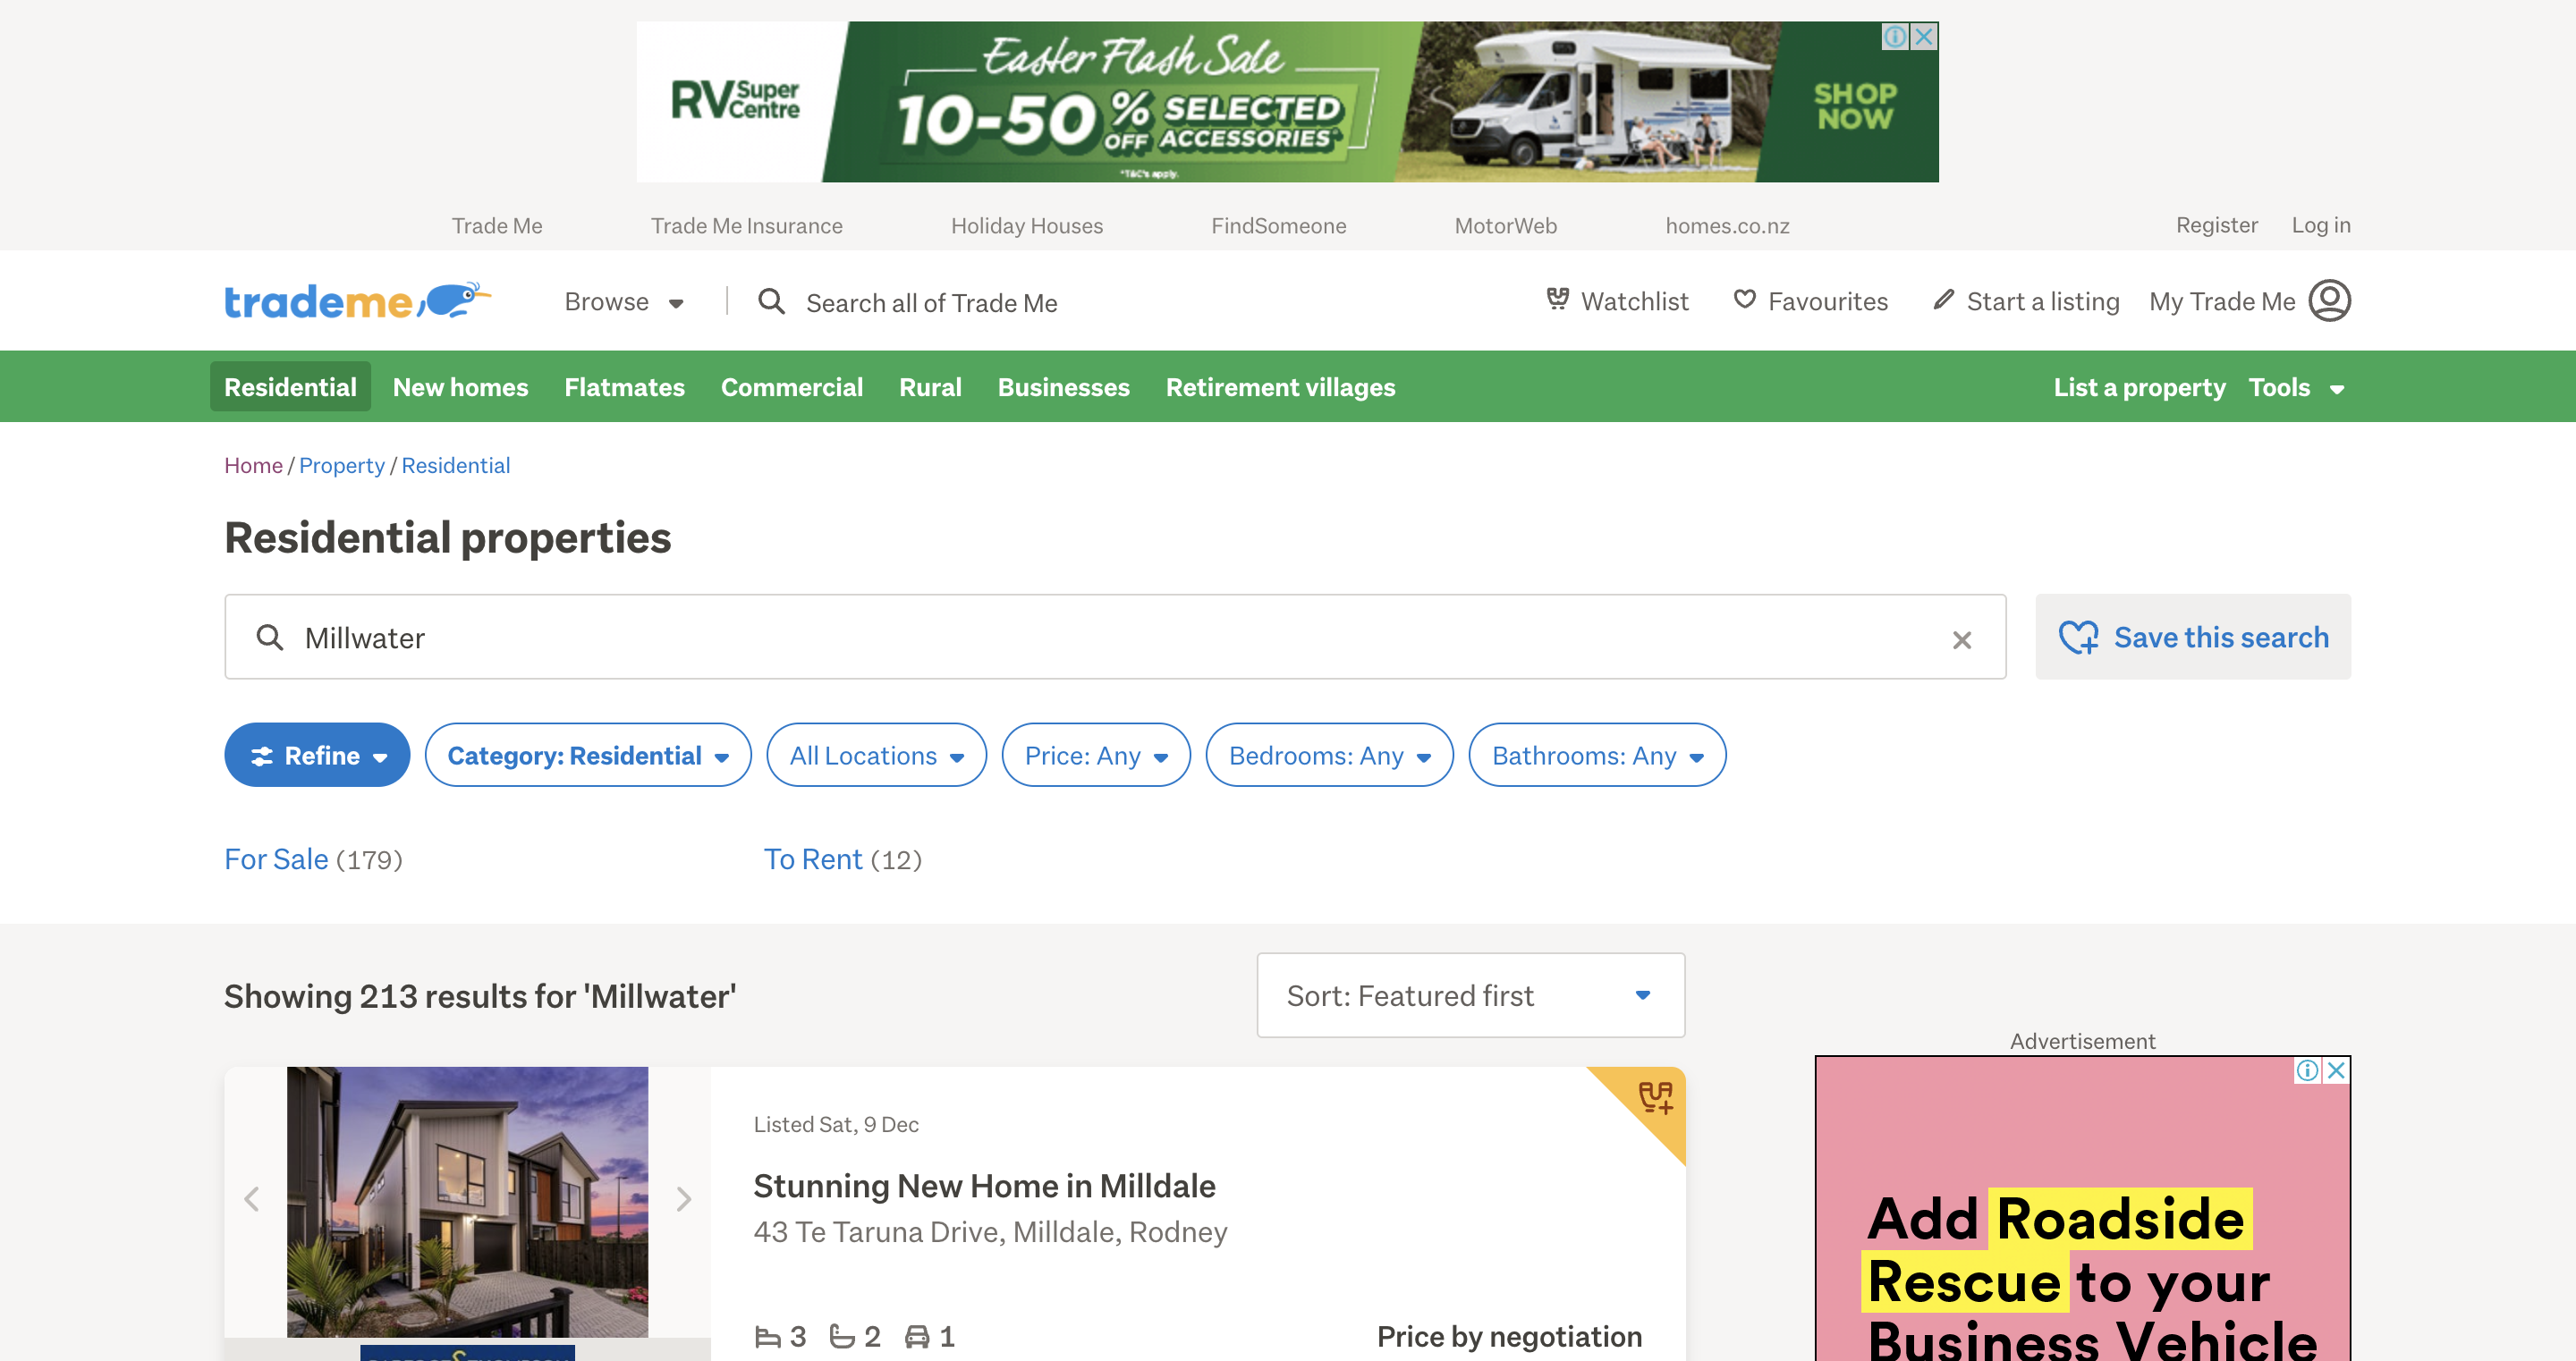 RV Super Centre
Easter Flash Sale
10-50 % OFF SELECTED ACCESSORIES*
*T&C's apply.
SHOP NOW
Trade Me
Trade Me Insurance
Holiday Houses
FindSomeone
MotorWeb
homes.co.nz
Register
Log in
trademe
Browse
Search all of Trade Me
Watchlist
Favourites
Start a listing
My Trade Me
Residential
New homes
Flatmates
Commercial
Rural
Businesses
Retirement villages
List a property
Tools
Home / Property / Residential
Residential properties
Millwater
Save this search
Refine
Category: Residential
All Locations
Price: Any
Bedrooms: Any
Bathrooms: Any
For Sale (179)
To Rent (12)
Showing 213 results for 'Millwater'
Sort: Featured first
Advertisement
Listed Sat, 9 Dec
Stunning New Home in Milldale
43 Te Taruna Drive, Milldale, Rodney
3
2
1
Price by negotiation
Add Roadside
Rescue to your
Business Vehicle